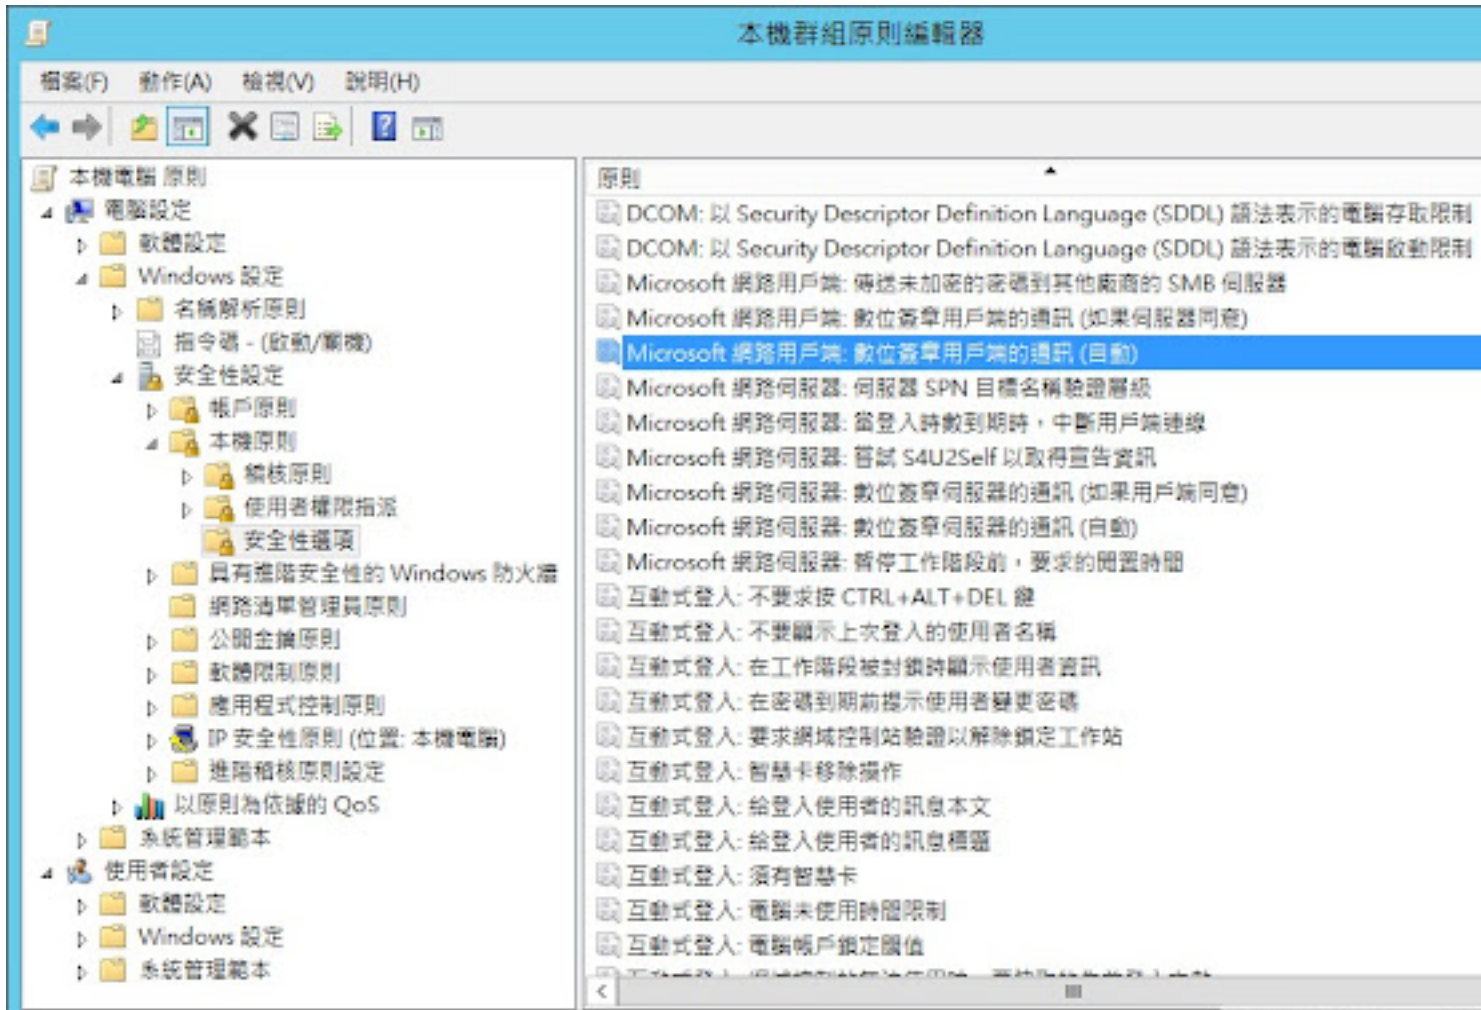 本機群組原則編輯器
檔案(F) 動作(A) 檢視(V) 說明(H)
本機電腦 原則
電腦設定
軟體設定
Windows 設定
名稱解析原則
指令碼 - (啟動/關機)
安全性設定
帳戶原則
本機原則
稽核原則
使用者權限指派
安全性選項
具有進階安全性的 Windows 防火牆
網路清單管理員原則
公開金鑰原則
軟體限制原則
應用程式控制原則
IP 安全性原則 (位置: 本機電腦)
進階稽核原則設定
以原則為依據的 QoS
系統管理範本
使用者設定
軟體設定
Windows 設定
系統管理範本
原則
DCOM: 以 Security Descriptor Definition Language (SDDL) 語法表示的電腦存取限制
DCOM: 以 Security Descriptor Definition Language (SDDL) 語法表示的電腦啟動限制
Microsoft 網路用戶端: 傳送未加密的密碼到其他廠商的 SMB 伺服器
Microsoft 網路用戶端: 數位簽章用戶端的通訊 (如果伺服器同意)
Microsoft 網路用戶端: 數位簽章用戶端的通訊 (自動)
Microsoft 網路伺服器: 伺服器 SPN 目標名稱驗證層級
Microsoft 網路伺服器: 當登入時數到期時，中斷用戶端連線
Microsoft 網路伺服器: 嘗試 S4U2Self 以取得宣告資訊
Microsoft 網路伺服器: 數位簽章伺服器的通訊 (如果用戶端同意)
Microsoft 網路伺服器: 數位簽章伺服器的通訊 (自動)
Microsoft 網路伺服器: 暫停工作階段前，要求的閒置時間
互動式登入: 不要求按 CTRL+ALT+DEL 鍵
互動式登入: 不要顯示上次登入的使用者名稱
互動式登入: 在工作階段被封鎖時顯示使用者資訊
互動式登入: 在密碼到期前提示使用者變更密碼
互動式登入: 要求網域控制站驗證以解除鎖定工作站
互動式登入: 智慧卡移除操作
互動式登入: 給登入使用者的訊息本文
互動式登入: 給登入使用者的訊息標題
互動式登入: 須有智慧卡
互動式登入: 電腦未使用時間限制
互動式登入: 電腦帳戶鎖定閾值